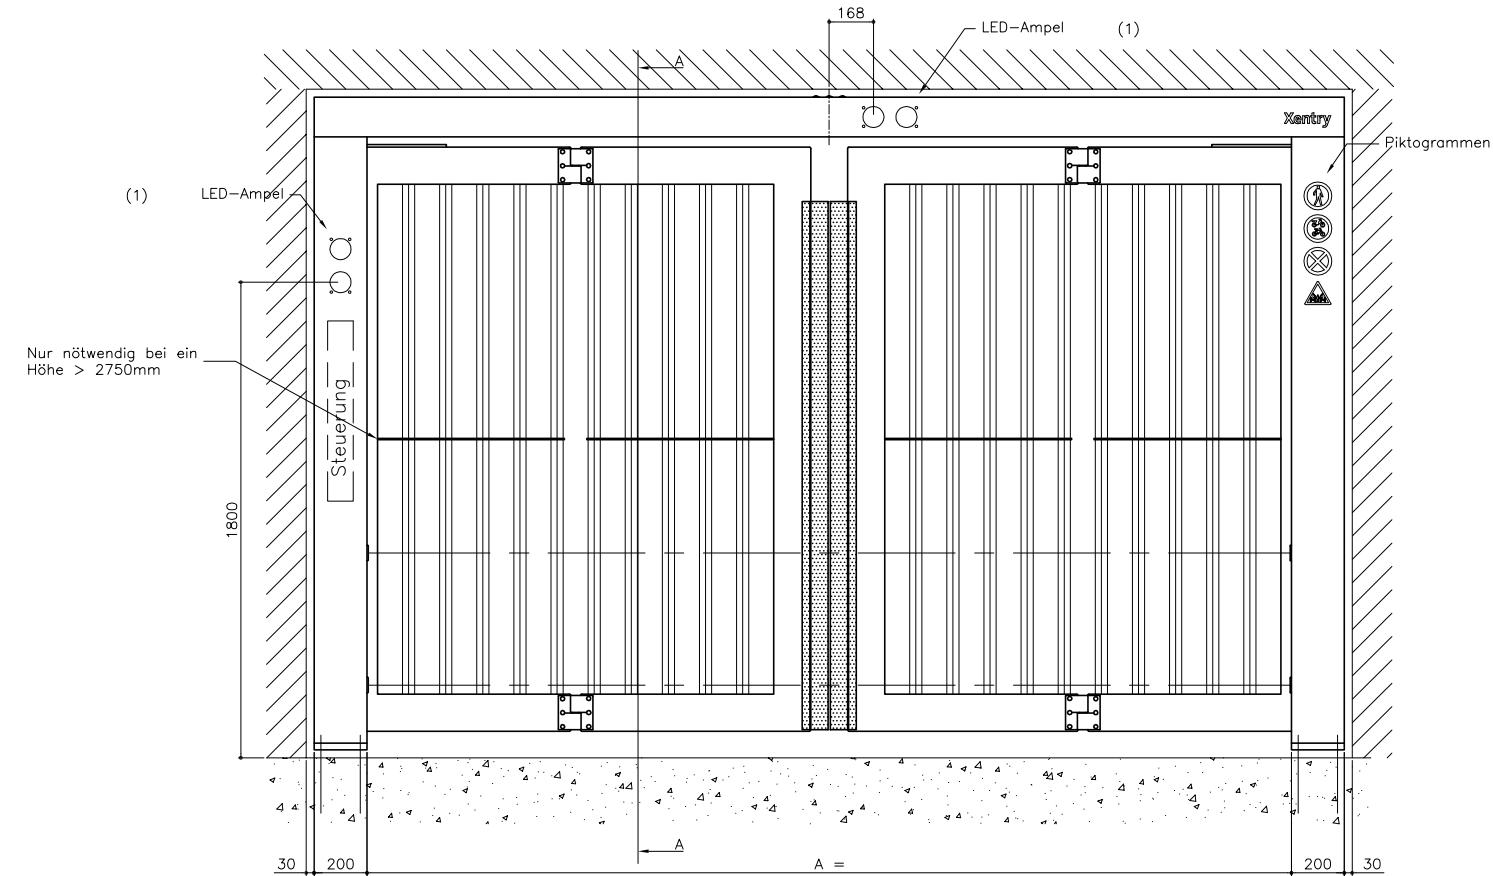 168
LED-Ampel (1)
A
Xentry
Piktogrammen
(1) LED-Ampel
Nur nötwendig bei ein
Höhe > 2750mm
Steuerung
1800
A
30 200 A = 200 30